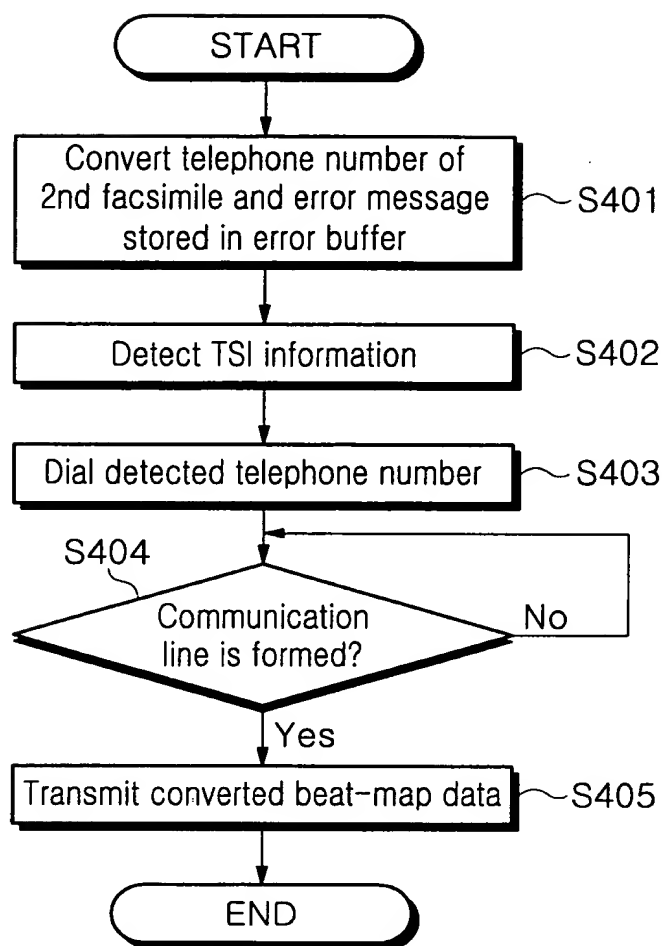 START
Convert telephone number of
2nd facsimile and error message
stored in error buffer
S401
Detect TSI information
S402
Dial detected telephone number
S403
S404
Communication
line is formed?
No
Yes
Transmit converted beat-map data
S405
END